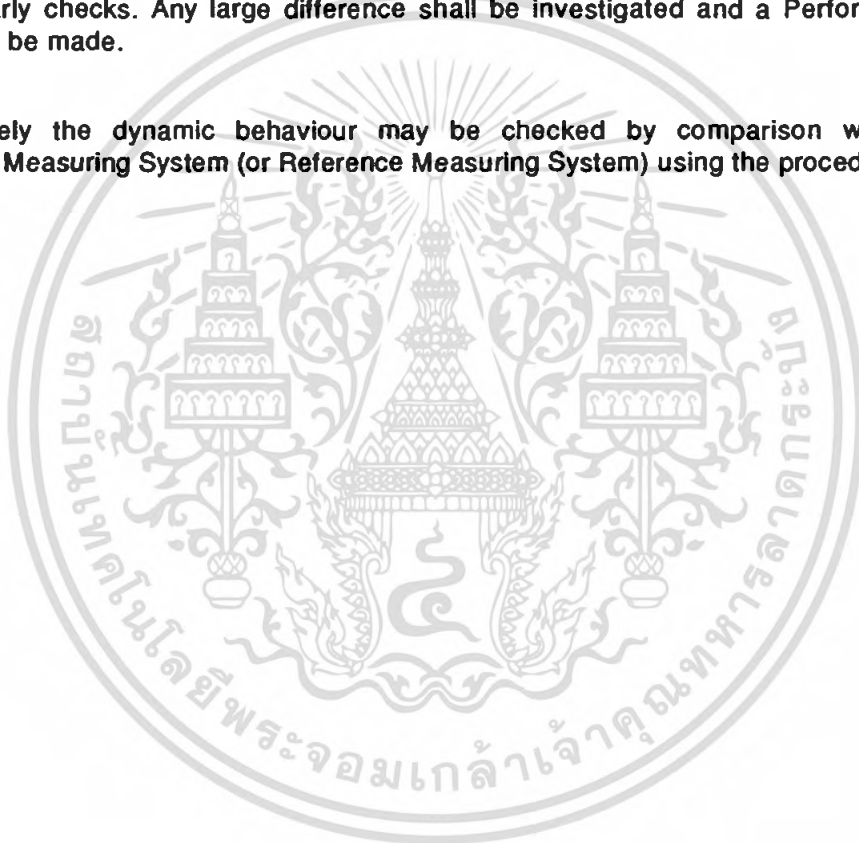 rly checks. Any large difference shall be investigated and a Perfor
be made.
ely the dynamic behaviour may be checked by comparison w
Measuring System (or Reference Measuring System) using the proced
สถาบันเทคโนโลยีพระจอมเกล้าเจ้าคุณทหารลาดกระบัง